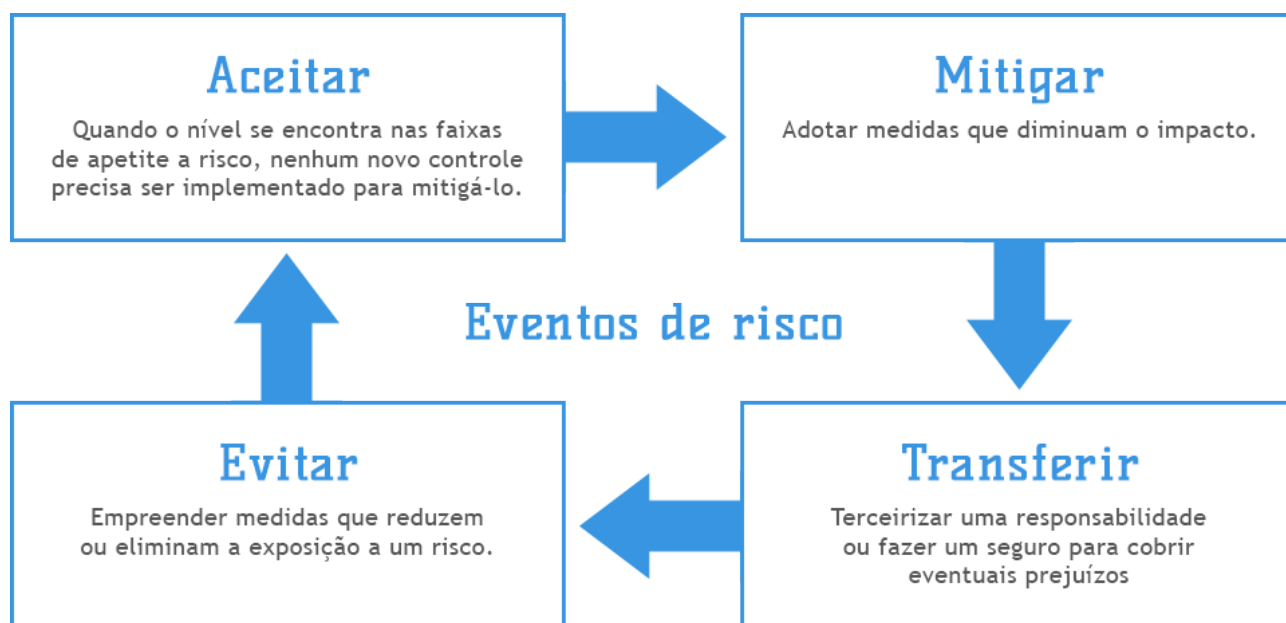 Aceitar
Quando o nível se encontra nas faixas
de apetite a risco, nenhum novo controle
precisa ser implementado para mitigá-lo.
Mitigar
Adotar medidas que diminuam o impacto.
Eventos de risco
Evitar
Empreender medidas que reduzem
ou eliminam a exposição a um risco.
Transferir
Terceirizar uma responsabilidade
ou fazer um seguro para cobrir
eventuais prejuízos